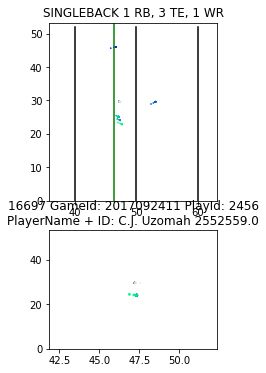 SINGLEBACK 1 RB, 3 TE, 1 WR
50
40
30
20
10
0
40 50 60
16697 GameId: 2017092411 PlayId: 2456
PlayerName + ID: C.J. Uzomah 2552559.0
40
20
0
42.5 45.0 47.5 50.0